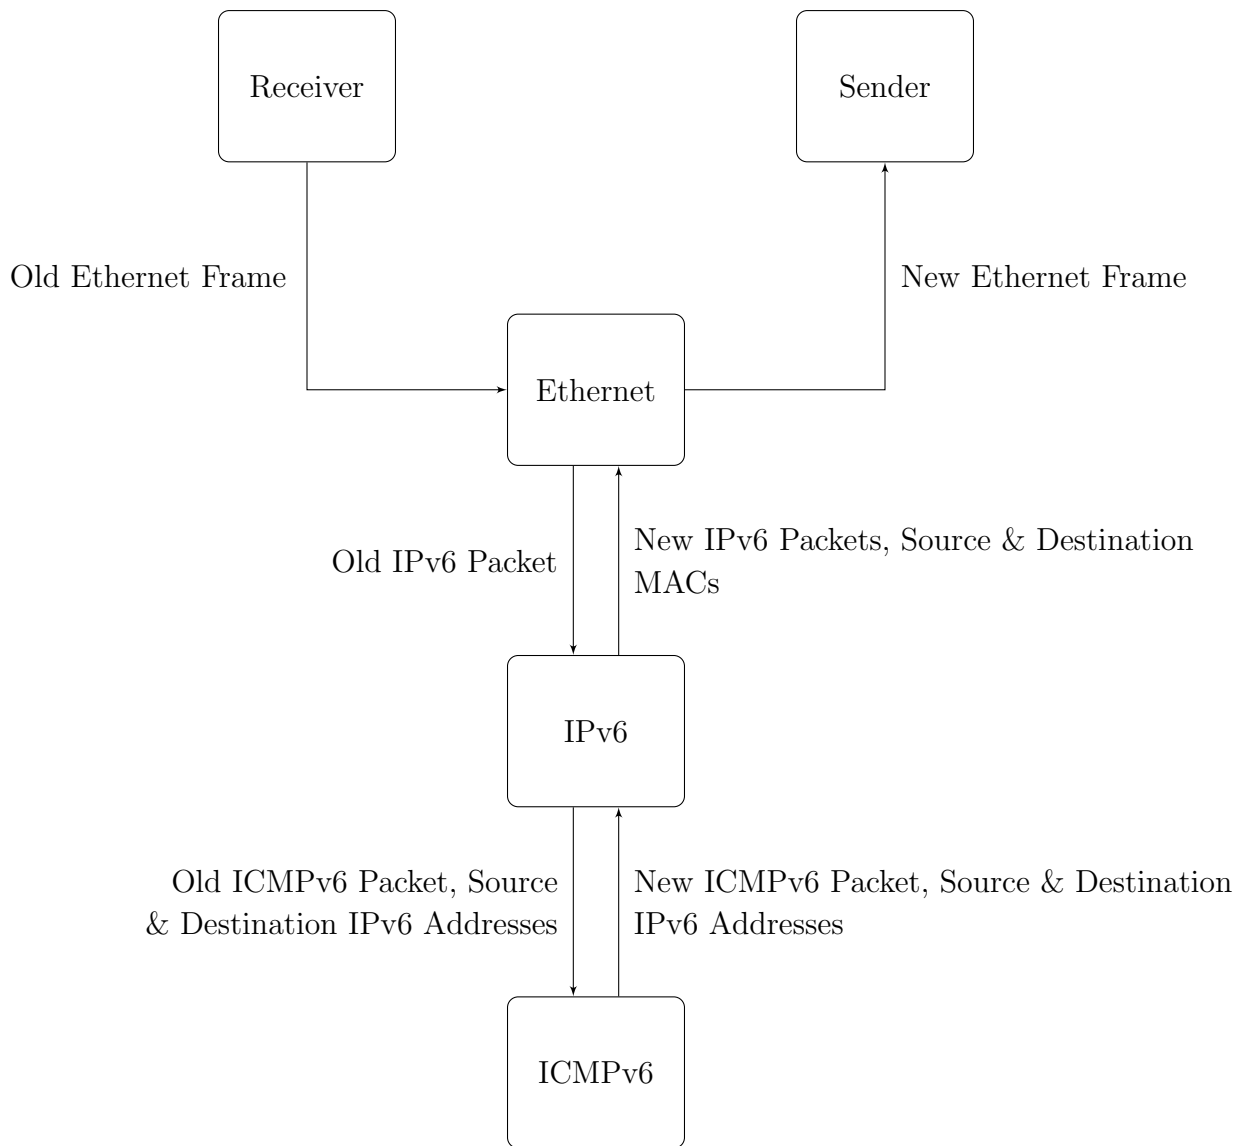 Receiver
Sender
Old Ethernet Frame
New Ethernet Frame
Ethernet
Old IPv6 Packet
New IPv6 Packets, Source & Destination
MACs
IPv6
Old ICMPv6 Packet, Source
& Destination IPv6 Addresses
New ICMPv6 Packet, Source & Destination
IPv6 Addresses
ICMPv6